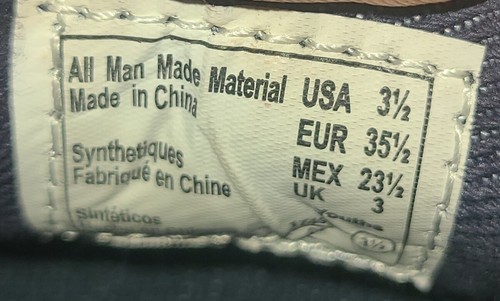 All Man Made Material USA 3½
Made in China
EUR 35½
Synthetiques MEX 23½
Fabriqué en Chine UK 3
Sintáticos Youths